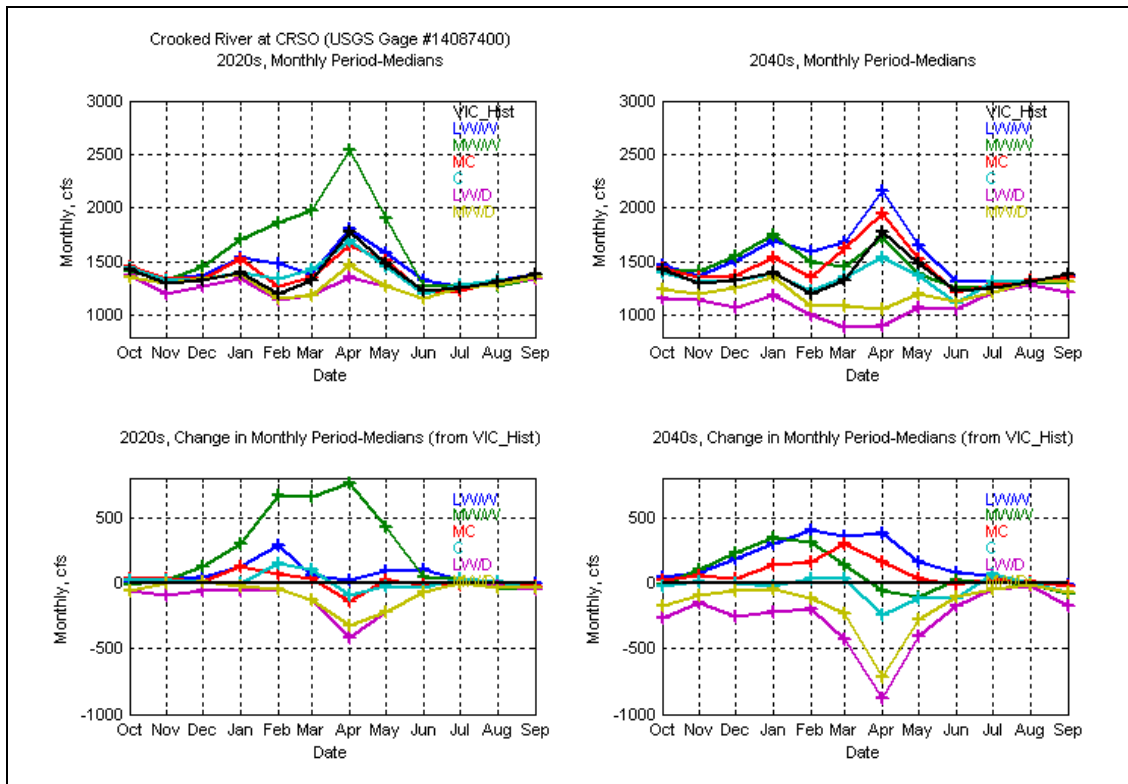 Crooked River at CRSO (USGS Gage #14087400)
2020s, Monthly Period-Medians
3000
2500
2000
1500
1000
Monthly, cfs
VIC_Hist
LW/W
MW/W
MC
C
LW/D
MW/D
Oct Nov Dec Jan Feb Mar Apr May Jun Jul Aug Sep
Date
2040s, Monthly Period-Medians
3000
2500
2000
1500
1000
Monthly, cfs
VIC_Hist
LW/W
MW/W
MC
C
LW/D
MW/D
Oct Nov Dec Jan Feb Mar Apr May Jun Jul Aug Sep
Date
2020s, Change in Monthly Period-Medians (from VIC_Hist)
500
0
-500
-1000
Monthly, cfs
LW/W
MW/W
MC
C
LW/D
MW/D
Oct Nov Dec Jan Feb Mar Apr May Jun Jul Aug Sep
Date
2040s, Change in Monthly Period-Medians (from VIC_Hist)
500
0
-500
-1000
Monthly, cfs
LW/W
MW/W
MC
C
LW/D
MW/D
Oct Nov Dec Jan Feb Mar Apr May Jun Jul Aug Sep
Date